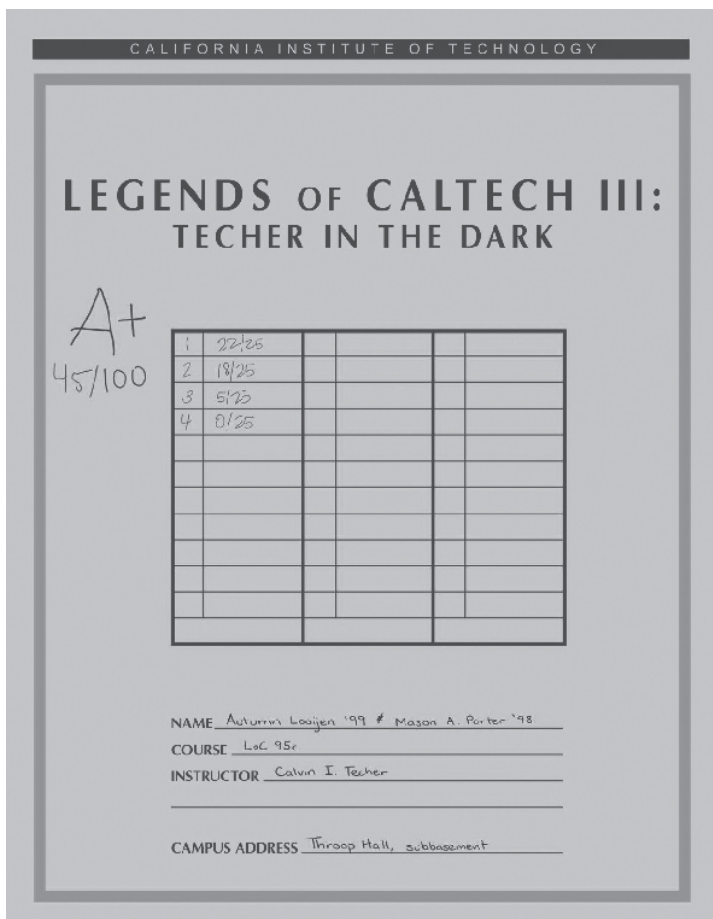 CALIFORNIA INSTITUTE OF TECHNOLOGY
LEGENDS OF CALTECH III:
TECHER IN THE DARK
A+
45/100
1 22/25
2 18/25
3 5/25
4 0/25
NAME Autumn Looijen '99 & Mason A. Porter '98
COURSE LoC 95c
INSTRUCTOR Calvin I. Techer
CAMPUS ADDRESS Throop Hall, subbasement